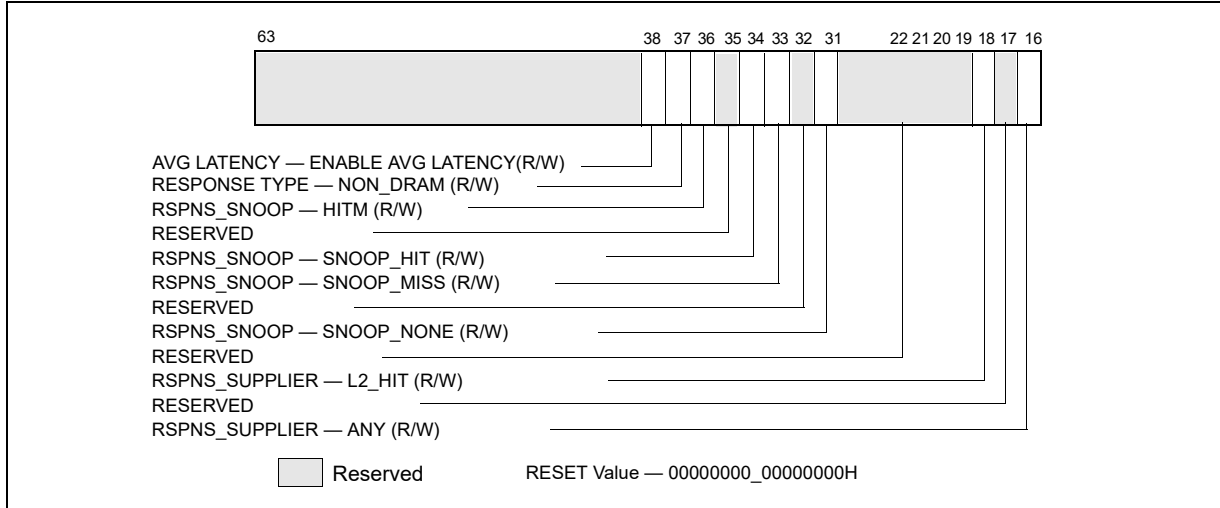 63 38 37 36 35 34 33 32 31 22 21 20 19 18 17 16
AVG LATENCY — ENABLE AVG LATENCY(R/W)
RESPONSE TYPE — NON_DRAM (R/W)
RSPNS_SNOOP — HITM (R/W)
RESERVED
RSPNS_SNOOP — SNOOP_HIT (R/W)
RSPNS_SNOOP — SNOOP_MISS (R/W)
RESERVED
RSPNS_SNOOP — SNOOP_NONE (R/W)
RESERVED
RSPNS_SUPPLIER — L2_HIT (R/W)
RESERVED
RSPNS_SUPPLIER — ANY (R/W)
Reserved RESET Value — 00000000_00000000H